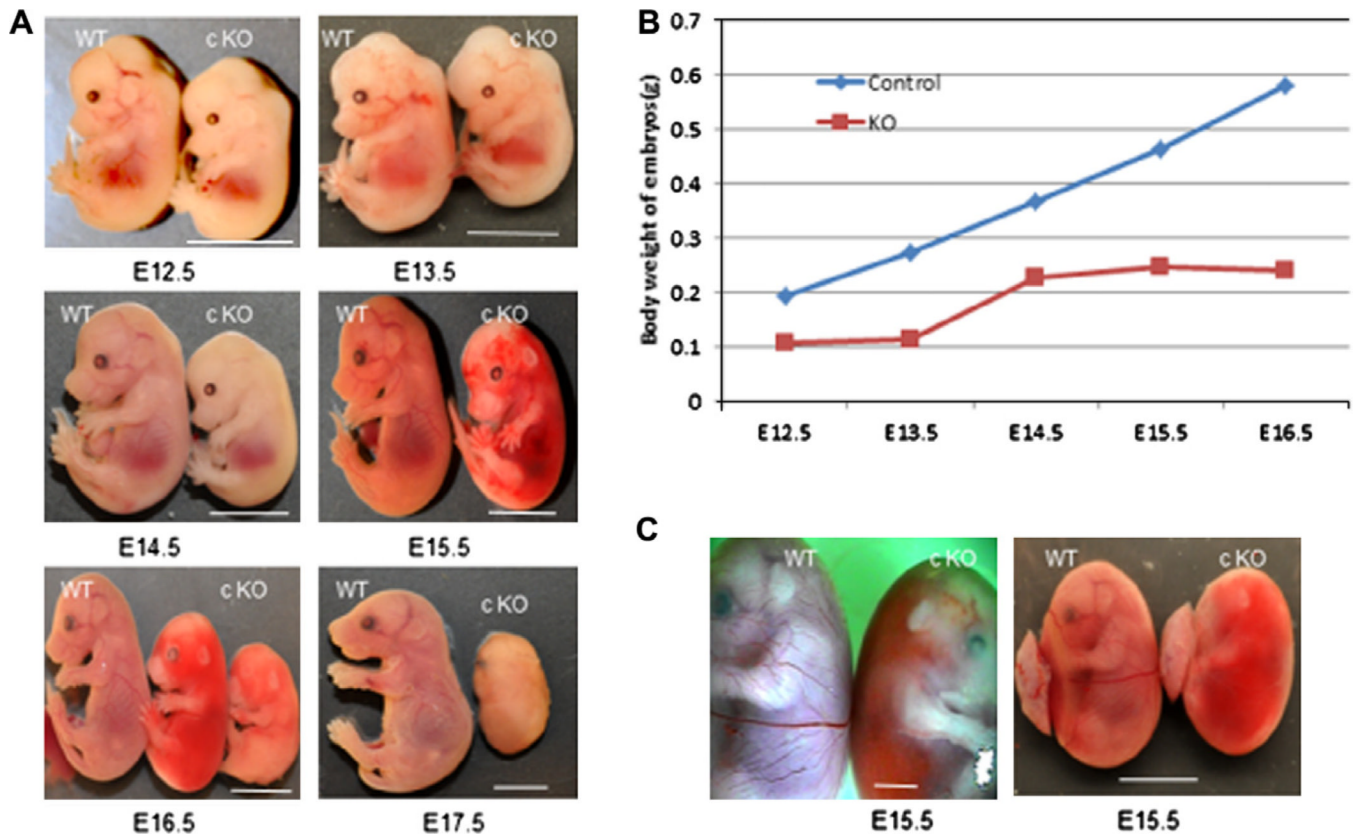 A
WT
c KO
E12.5
WT
c KO
E13.5
WT
c KO
E14.5
WT
c KO
E15.5
WT
c KO
E16.5
WT
c KO
E17.5
B
Body weight of embryos(g)
0.7
0.6
0.5
0.4
0.3
0.2
0.1
0
Control
KO
E12.5 E13.5 E14.5 E15.5 E16.5
C
WT
c KO
E15.5
WT
c KO
E15.5